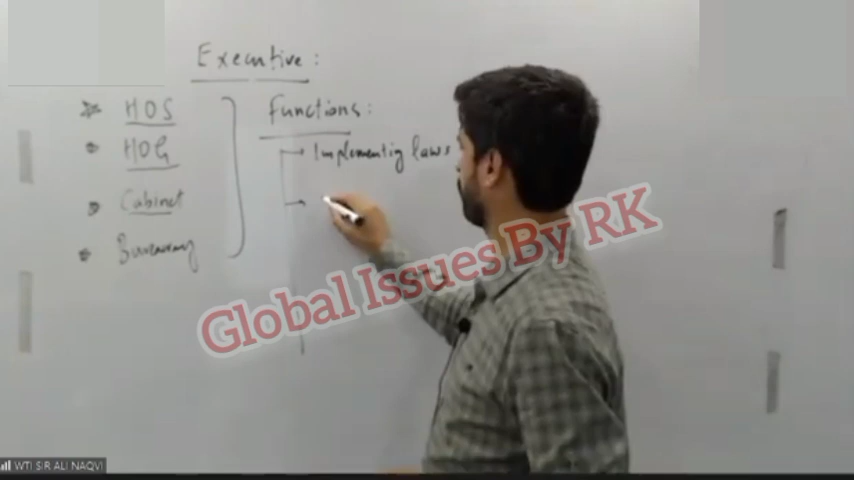 Executive:
HOS
HOG
Cabinet
Bureaucracy
Functions:
Implementing laws
Global Issues By RK
WTI SIR ALI NAQVI